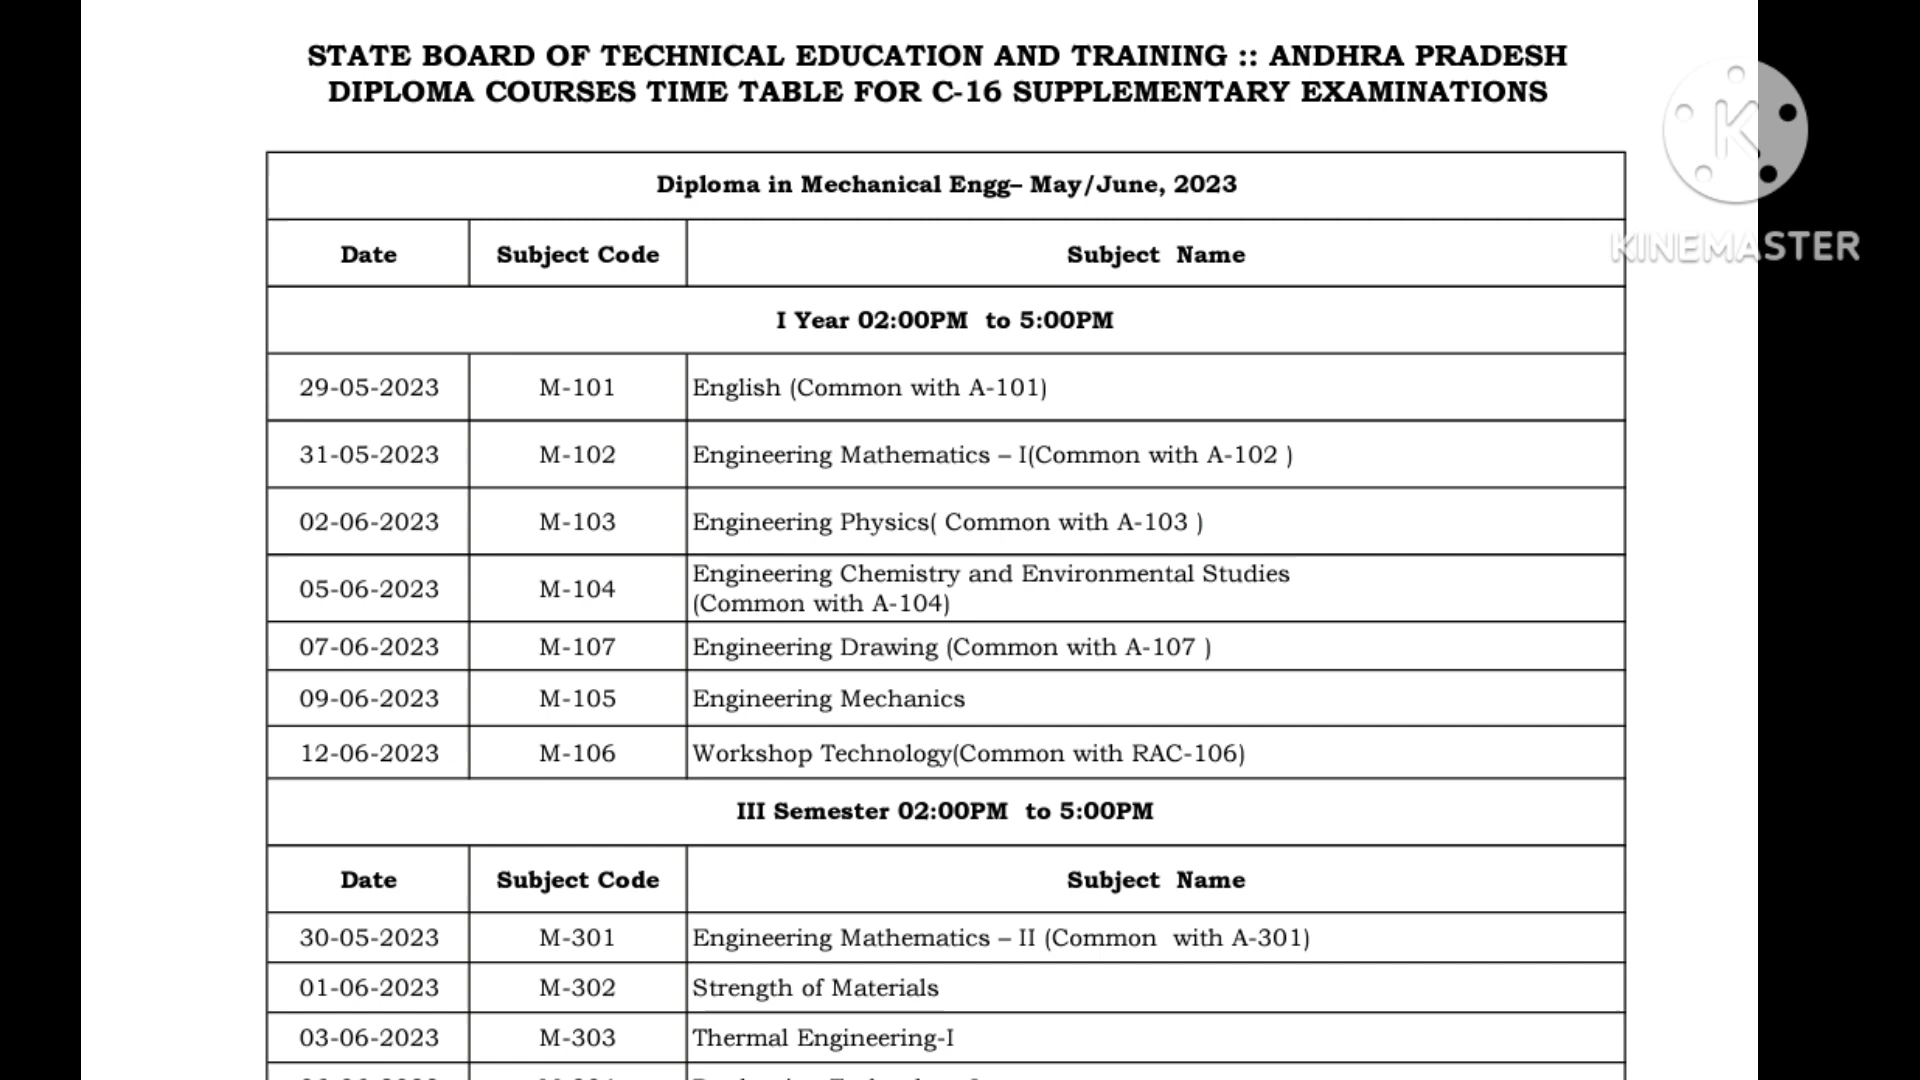 STATE BOARD OF TECHNICAL EDUCATION AND TRAINING :: ANDHRA PRADESH
DIPLOMA COURSES TIME TABLE FOR C-16 SUPPLEMENTARY EXAMINATIONS
K
KINEMASTER
Diploma in Mechanical Engg– May/June, 2023
Date Subject Code Subject Name
I Year 02:00PM to 5:00PM
29-05-2023 M-101 English (Common with A-101)
31-05-2023 M-102 Engineering Mathematics – I(Common with A-102 )
02-06-2023 M-103 Engineering Physics( Common with A-103 )
05-06-2023 M-104 Engineering Chemistry and Environmental Studies
(Common with A-104)
07-06-2023 M-107 Engineering Drawing (Common with A-107 )
09-06-2023 M-105 Engineering Mechanics
12-06-2023 M-106 Workshop Technology(Common with RAC-106)
III Semester 02:00PM to 5:00PM
Date Subject Code Subject Name
30-05-2023 M-301 Engineering Mathematics – II (Common with A-301)
01-06-2023 M-302 Strength of Materials
03-06-2023 M-303 Thermal Engineering-I